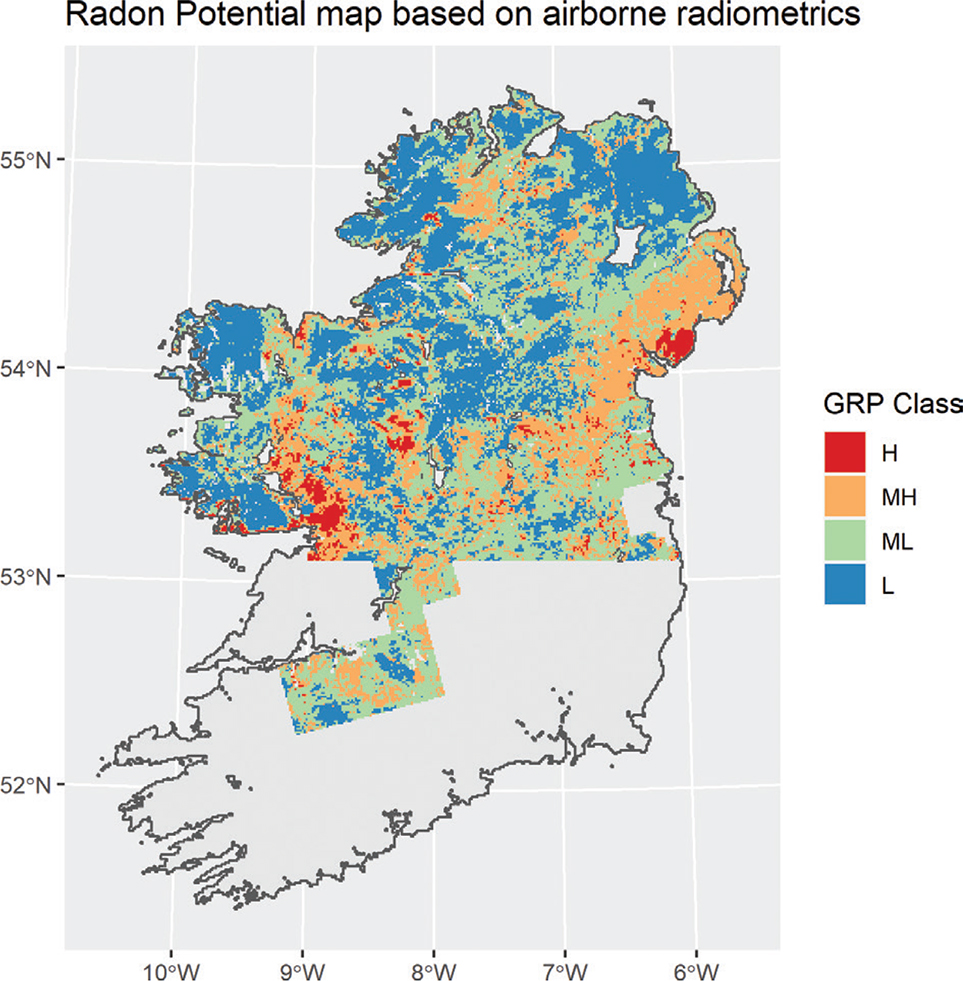 Radon Potential map based on airborne radiometrics
55°N
54°N
53°N
52°N
10°W
9°W
8°W
7°W
6°W
GRP Class
H
MH
ML
L